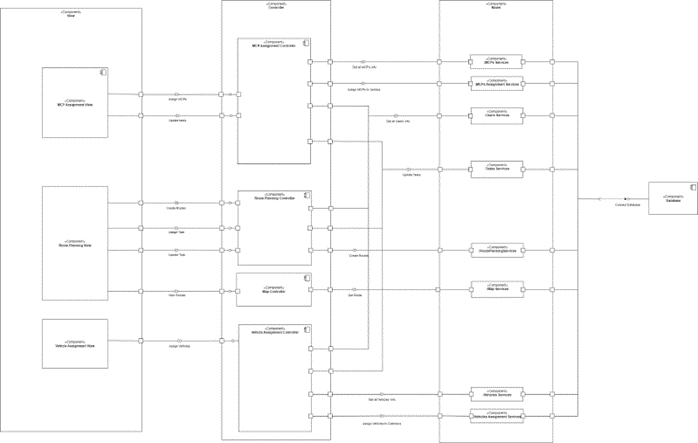 «Component»
View
«Component»
Controller
«Component»
Model
«Component»
MCP Assignment View
«Component»
MCP Assignment Controller
Assign MCPs
Update tasks
Get all MCPs info
«Component»
MCPs Services
Assign MCPs to Janitors
«Component»
MCPs Assignment Services
Get all Users info
«Component»
Users Services
Update Tasks
«Component»
Tasks Services
«Component»
Database
Connect Database
«Component»
Route Planning View
«Component»
Route Planning Controller
Create Routes
Assign Task
Update Task
Create Routes
«Component»
RoutePlanningServices
View Routes
«Component»
Map Controller
Get Route
«Component»
Map Services
«Component»
Vehicle Assignment View
«Component»
Vehicle Assignment Controller
Assign Vehicles
Get all Vehicles info
«Component»
Vehicles Services
Assign Vehicles to Collectors
«Component»
Vehicles Assignment Services